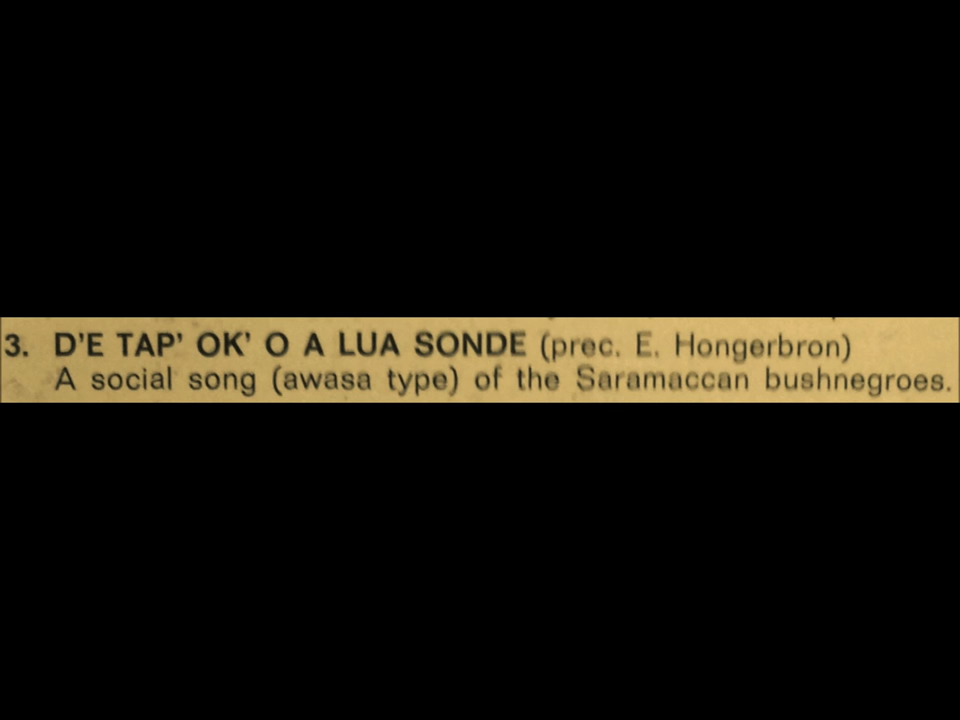 3. D'E TAP' OK' O A LUA SONDE (prec. E. Hongerbron)
A social song (awasa type) of the Saramaccan bushnegroes.